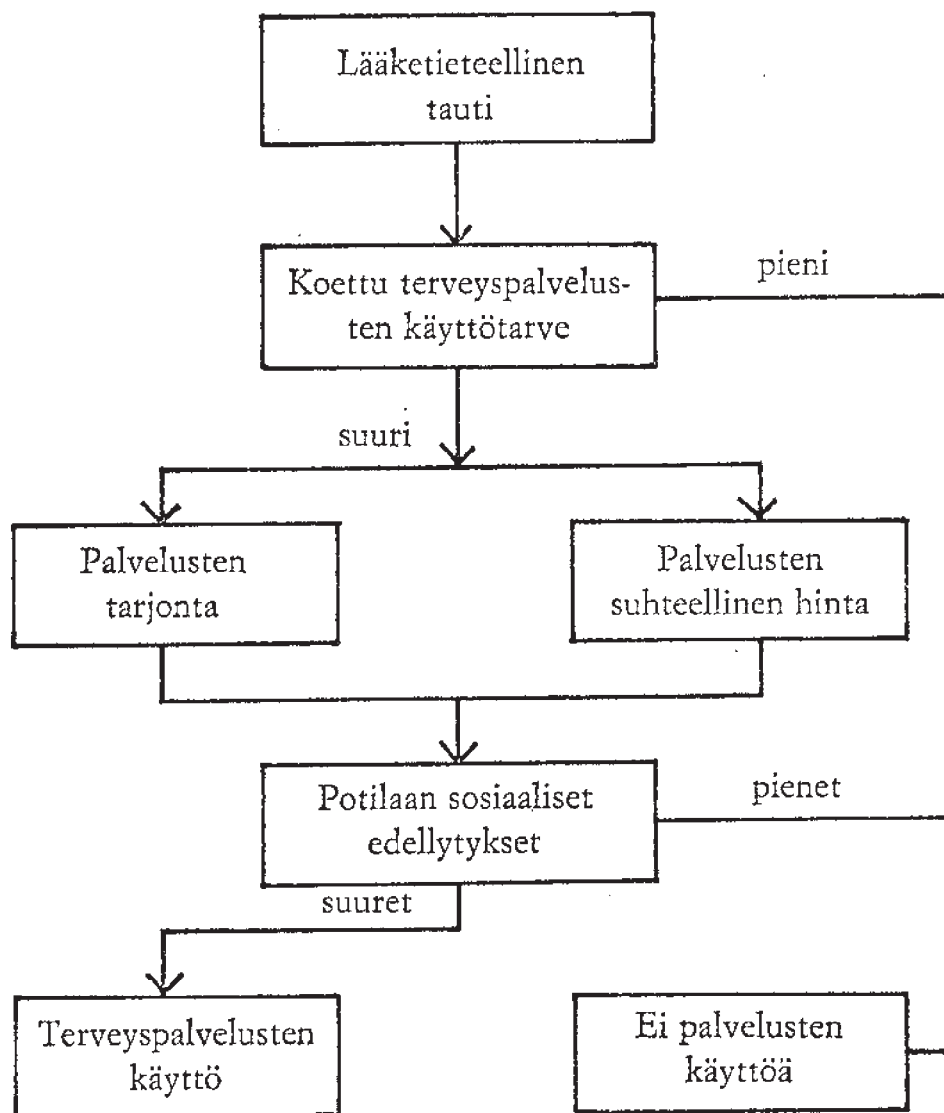 Lääketieteellinen
tauti
Koettu terveyspalvelus-
ten käyttötarve
pieni
suuri
Palvelusten
tarjonta
Palvelusten
suhteellinen hinta
Potilaan sosiaaliset
edellytykset
pienet
suuret
Terveyspalvelusten
käyttö
Ei palvelusten
käyttöä